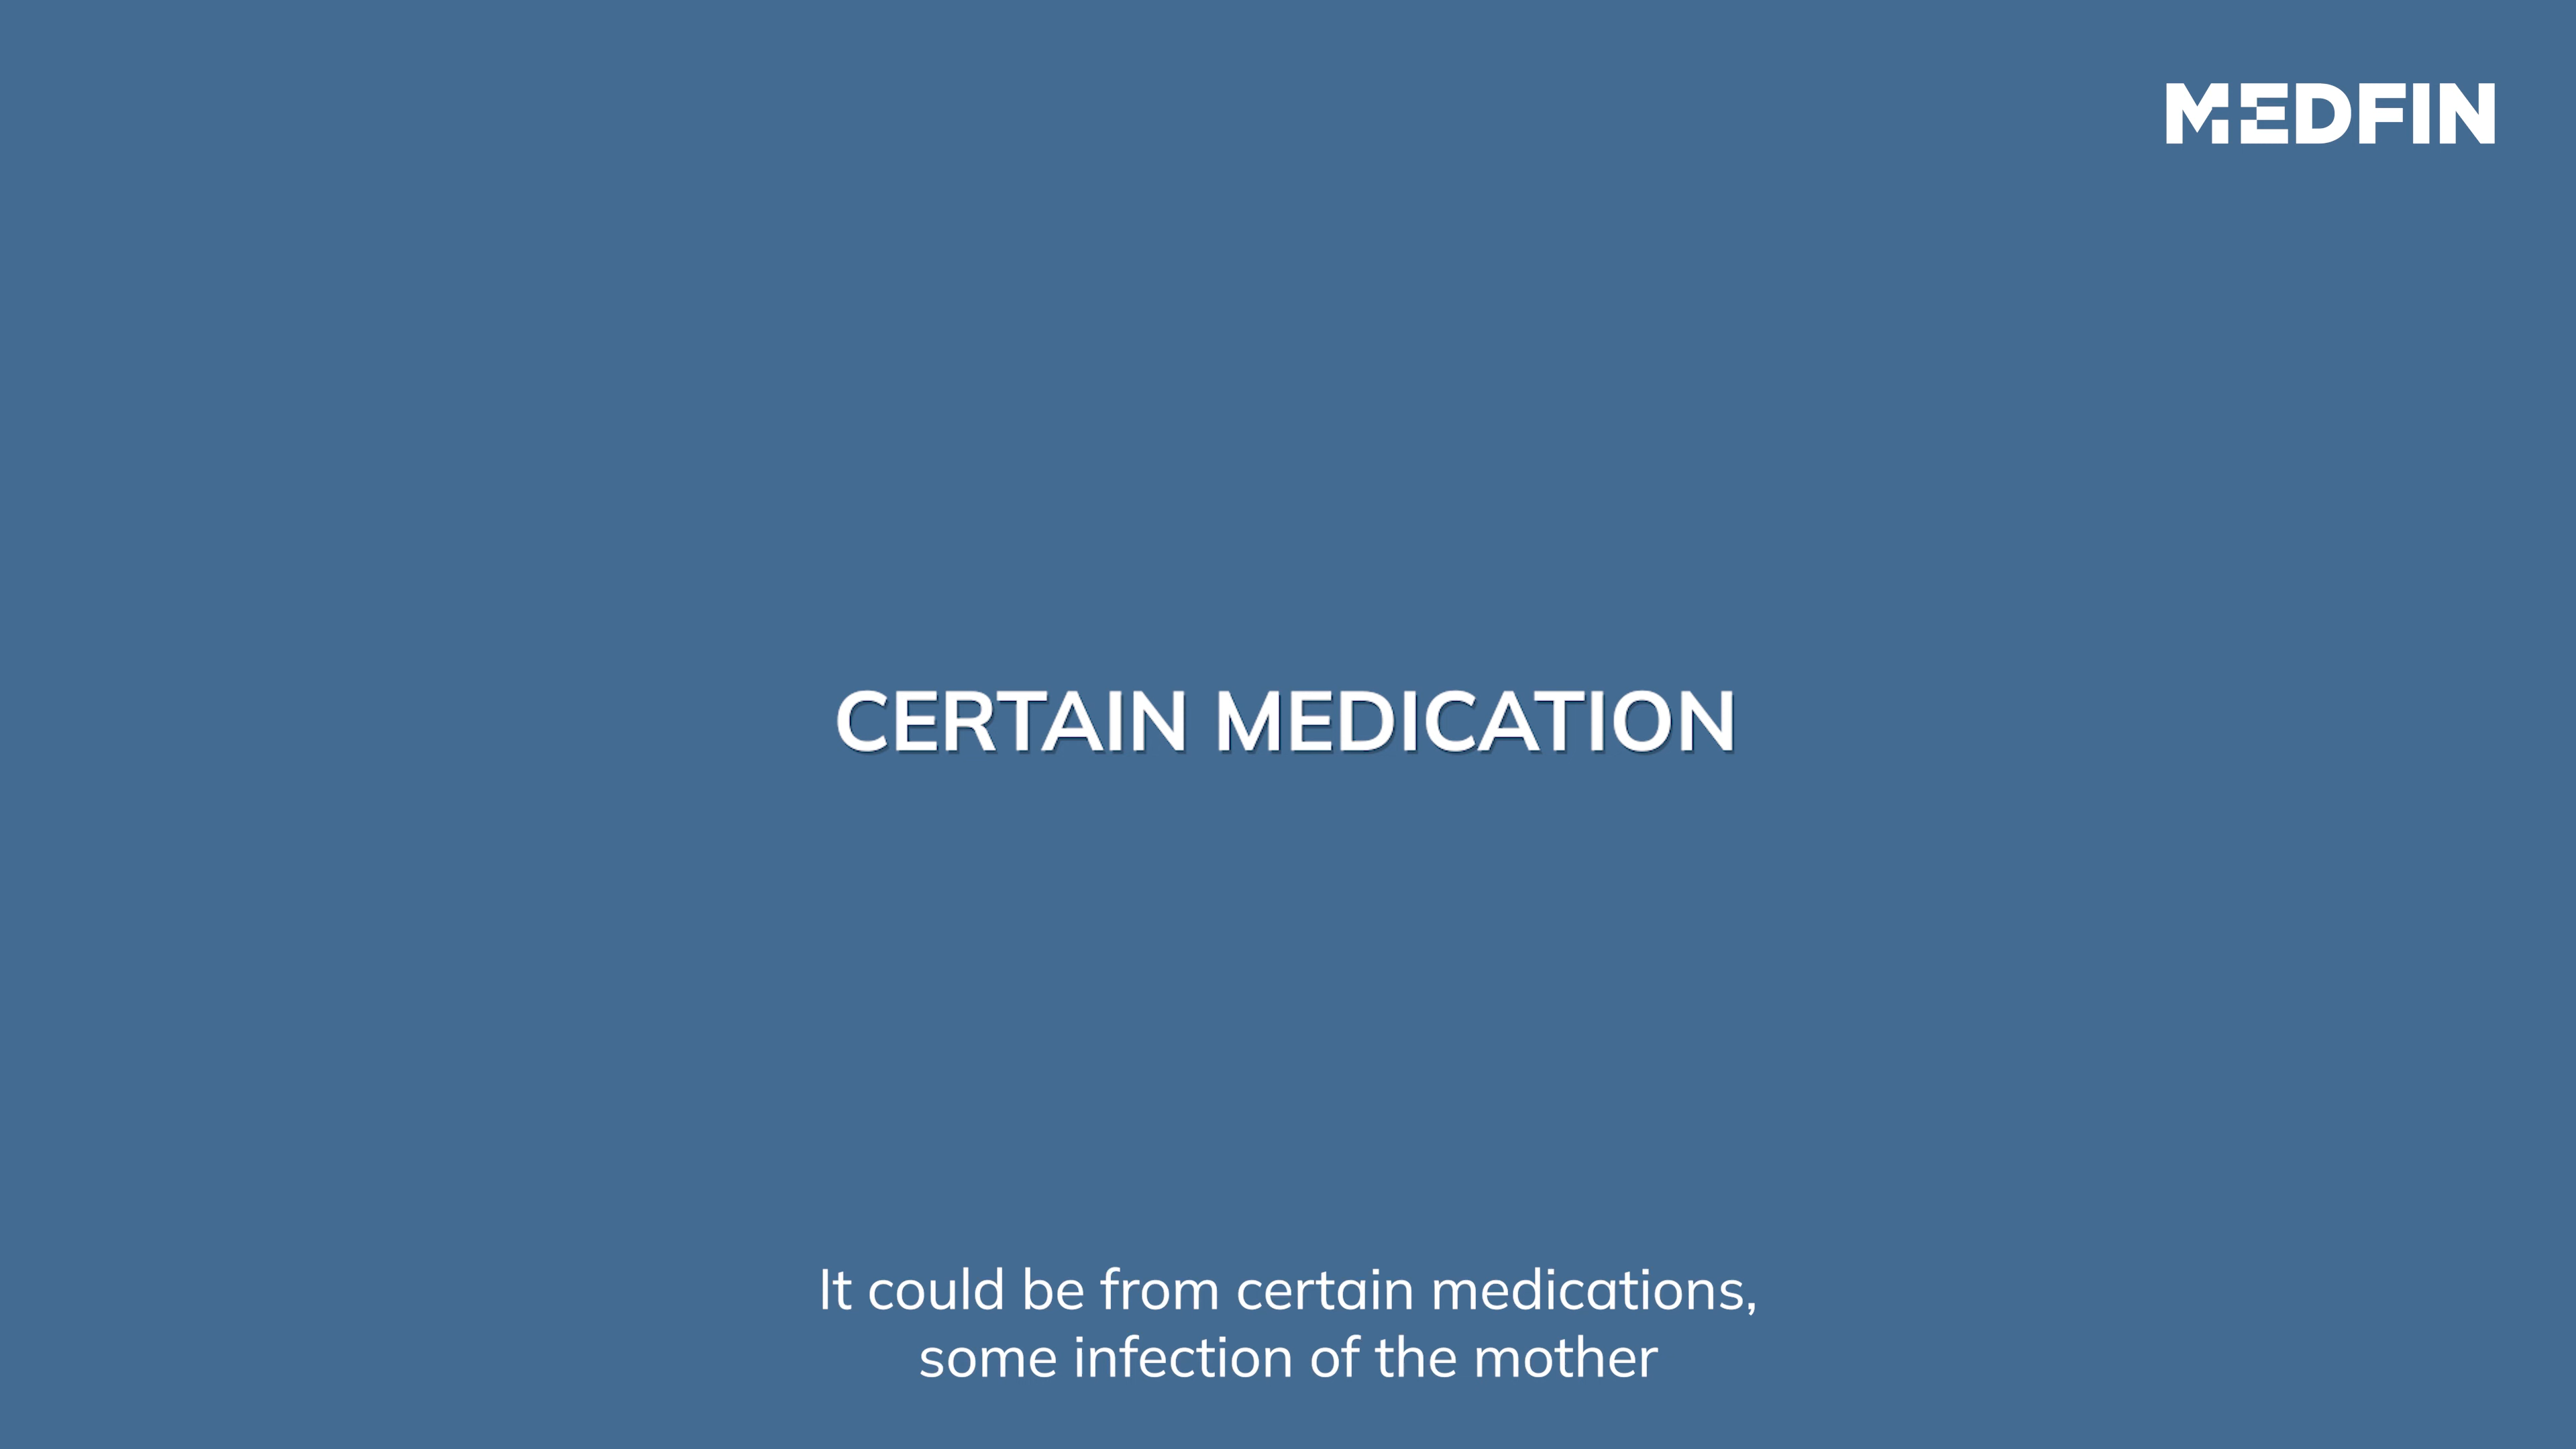 MEDFIN
CERTAIN MEDICATION
It could be from certain medications,
some infection of the mother